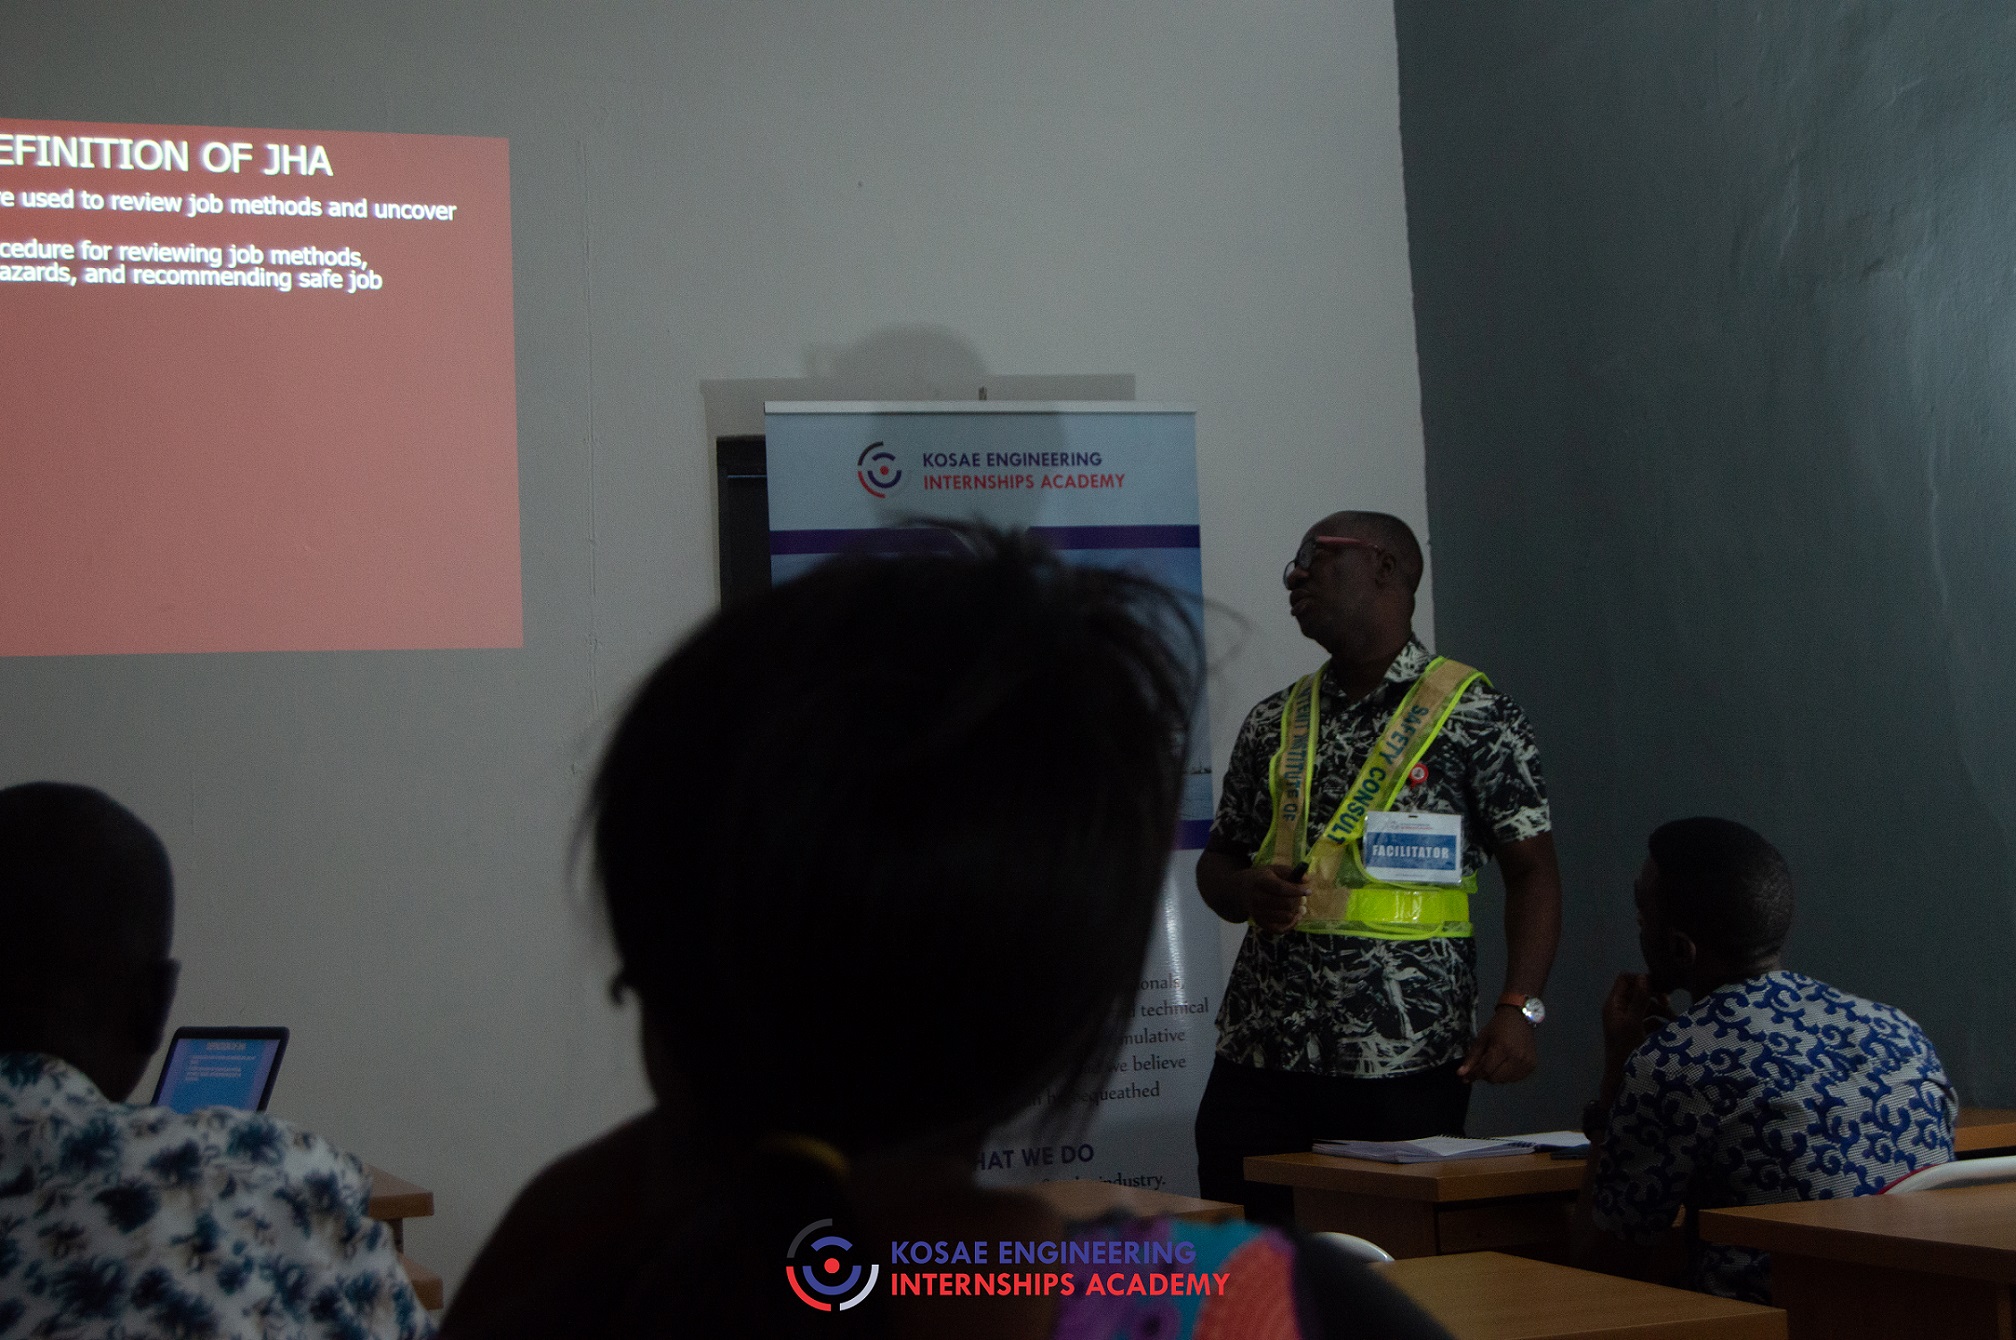 EFINITION OF JHA
re used to review job methods and uncover
cedure for reviewing job methods,
azards, and recommending safe job
KOSAE ENGINEERING
INTERNSHIPS ACADEMY
SAFETY CONSULT
FACILITATOR
onals,
technical
mulative
we believe
equeathed
HAT WE DO
industry.
KOSAE ENGINEERING
INTERNSHIPS ACADEMY